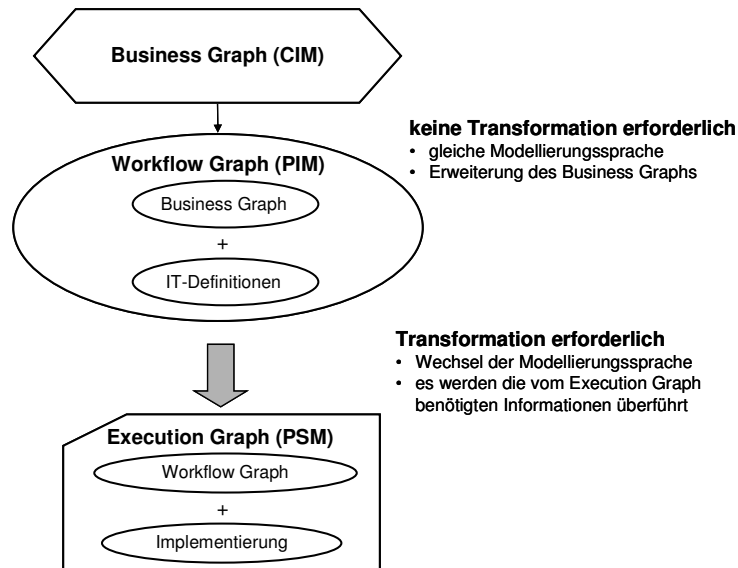 Business Graph (CIM)
keine Transformation erforderlich
• gleiche Modellierungssprache
• Erweiterung des Business Graphs
Workflow Graph (PIM)
Business Graph
+
IT-Definitionen
Transformation erforderlich
• Wechsel der Modellierungssprache
• es werden die vom Execution Graph
benötigten Informationen überführt
Execution Graph (PSM)
Workflow Graph
+
Implementierung